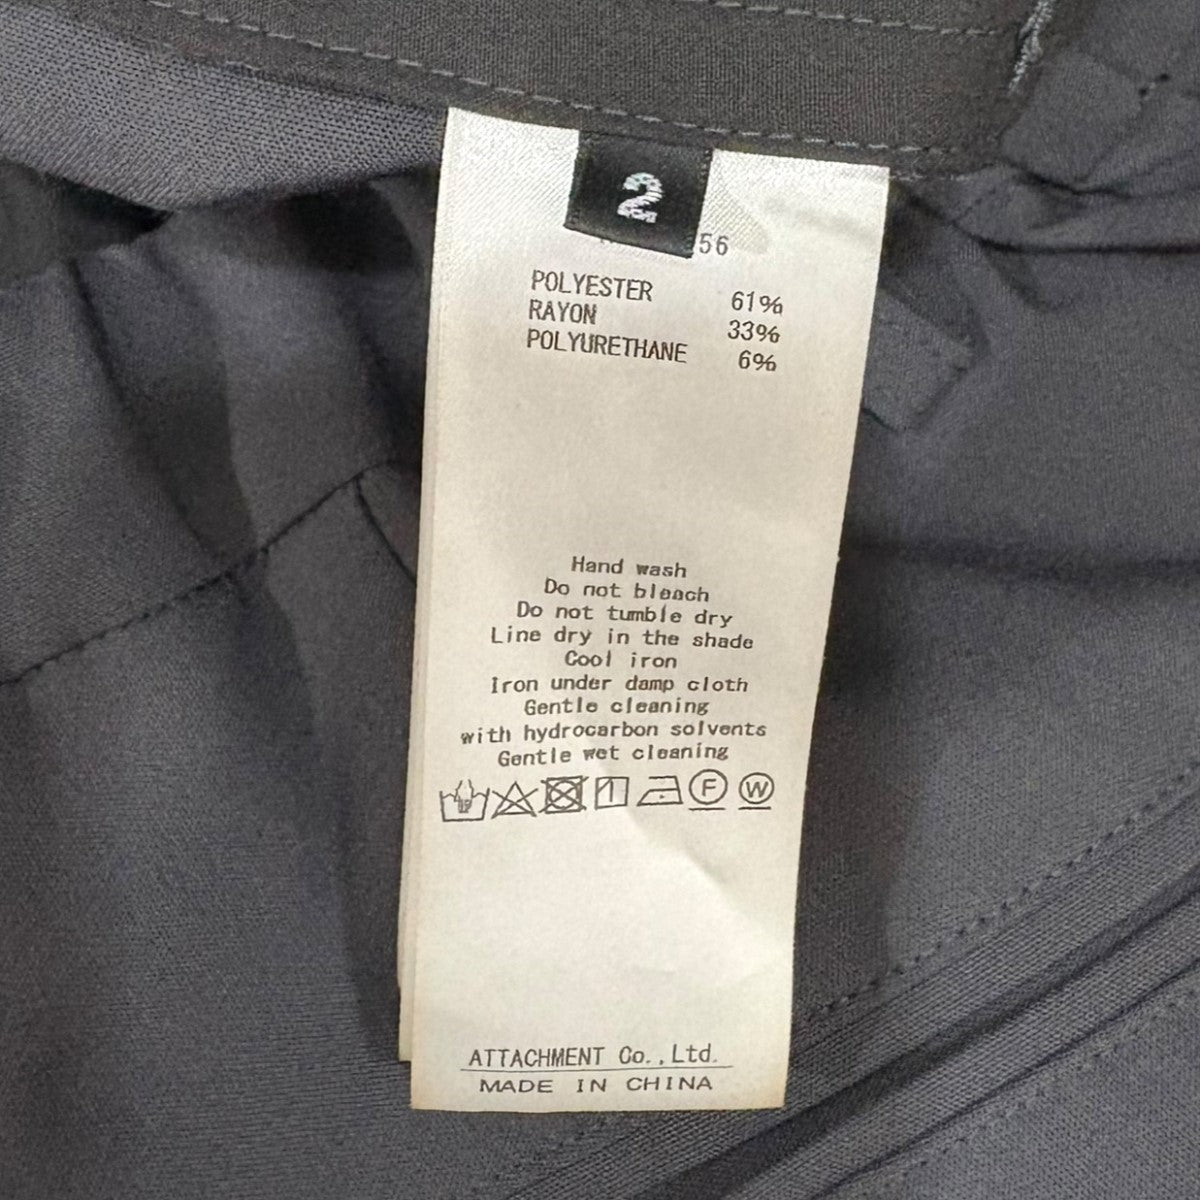 2
56
POLYESTER 61%
RAYON 33%
POLYURETHANE 6%
Hand wash
Do not bleach
Do not tumble dry
Line dry in the shade
Cool iron
Iron under damp cloth
Gentle cleaning
with hydrocarbon solvents
Gentle wet cleaning
F W
ATTACHMENT Co.,Ltd.
MADE IN CHINA